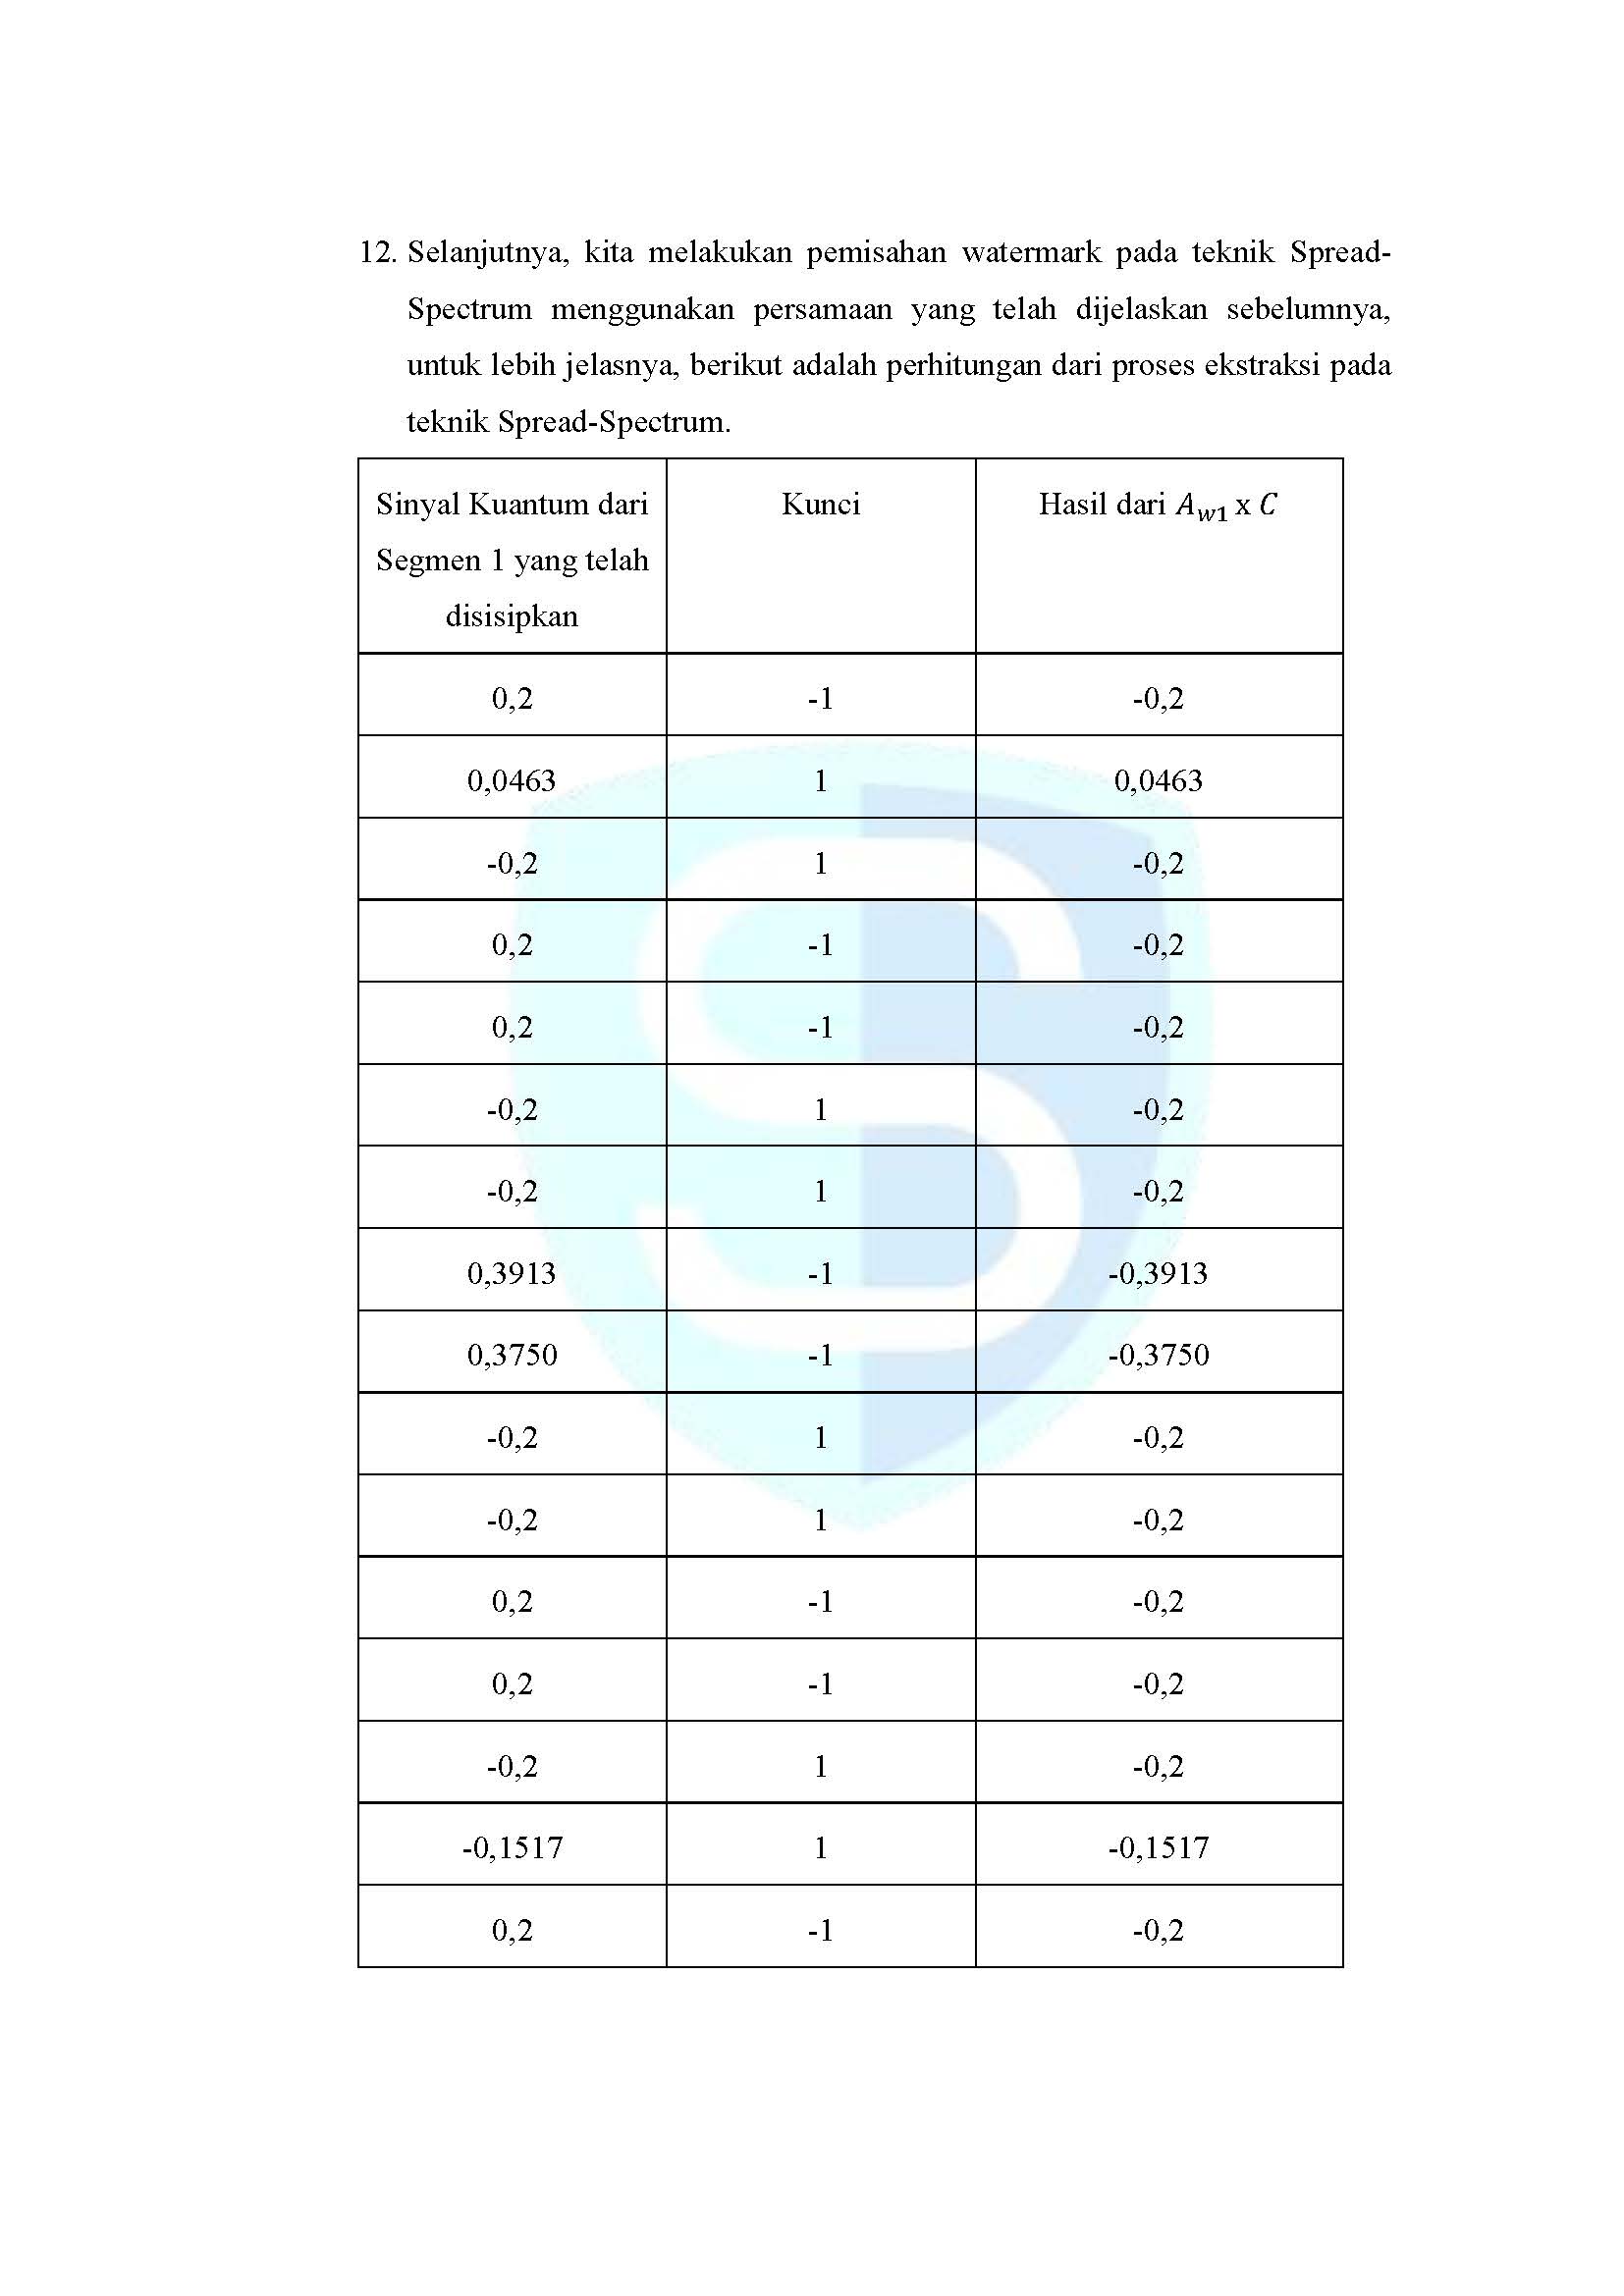 12. Selanjutnya, kita melakukan pemisahan watermark pada teknik Spread-
Spectrum menggunakan persamaan yang telah dijelaskan sebelumnya,
untuk lebih jelasnya, berikut adalah perhitungan dari proses ekstraksi pada
teknik Spread-Spectrum.
Sinyal Kuantum dari Kunci Hasil dari A_w1 x C
Segmen 1 yang telah
disisipkan
0,2 -1 -0,2
0,0463 1 0,0463
-0,2 1 -0,2
0,2 -1 -0,2
0,2 -1 -0,2
-0,2 1 -0,2
-0,2 1 -0,2
0,3913 -1 -0,3913
0,3750 -1 -0,3750
-0,2 1 -0,2
-0,2 1 -0,2
0,2 -1 -0,2
0,2 -1 -0,2
-0,2 1 -0,2
-0,1517 1 -0,1517
0,2 -1 -0,2